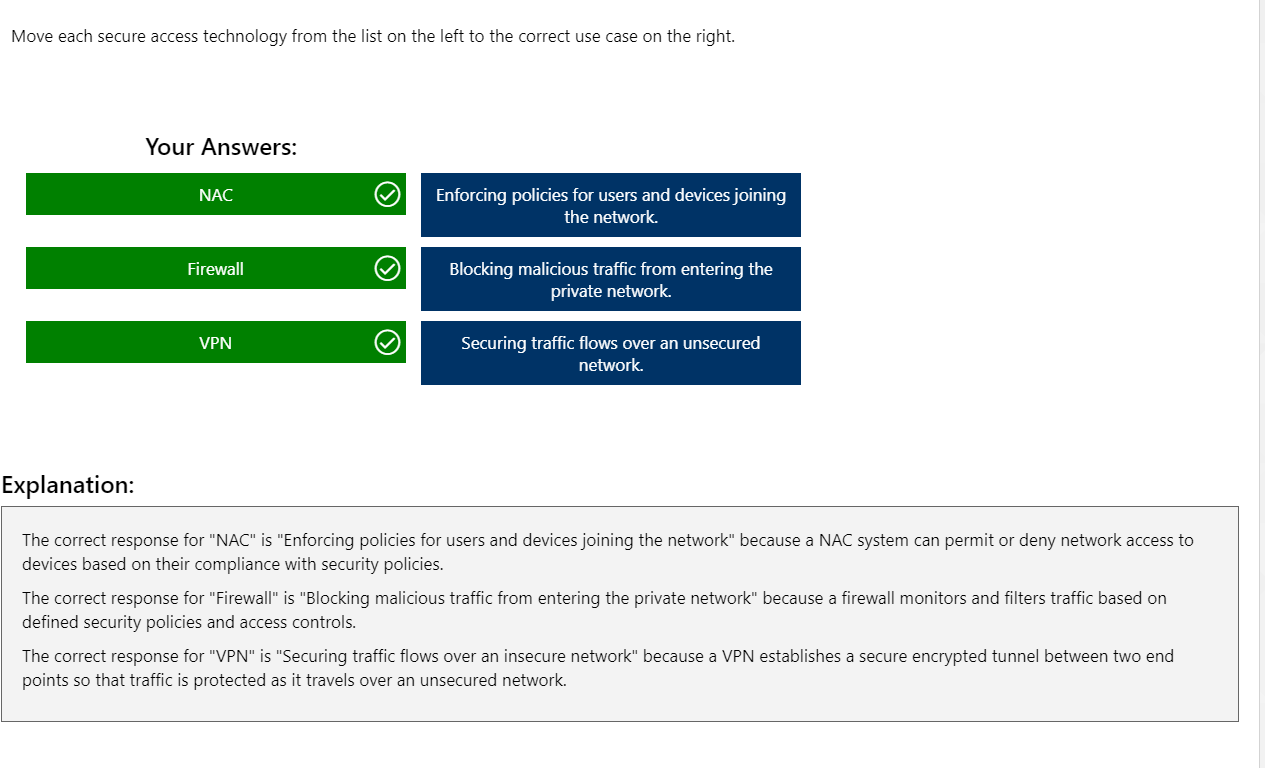 Move each secure access technology from the list on the left to the correct use case on the right.
Your Answers:
NAC
Enforcing policies for users and devices joining
the network.
Firewall
Blocking malicious traffic from entering the
private network.
VPN
Securing traffic flows over an unsecured
network.
Explanation:
The correct response for "NAC" is "Enforcing policies for users and devices joining the network" because a NAC system can permit or deny network access to
devices based on their compliance with security policies.
The correct response for "Firewall" is "Blocking malicious traffic from entering the private network" because a firewall monitors and filters traffic based on
defined security policies and access controls.
The correct response for "VPN" is "Securing traffic flows over an insecure network" because a VPN establishes a secure encrypted tunnel between two end
points so that traffic is protected as it travels over an unsecured network.